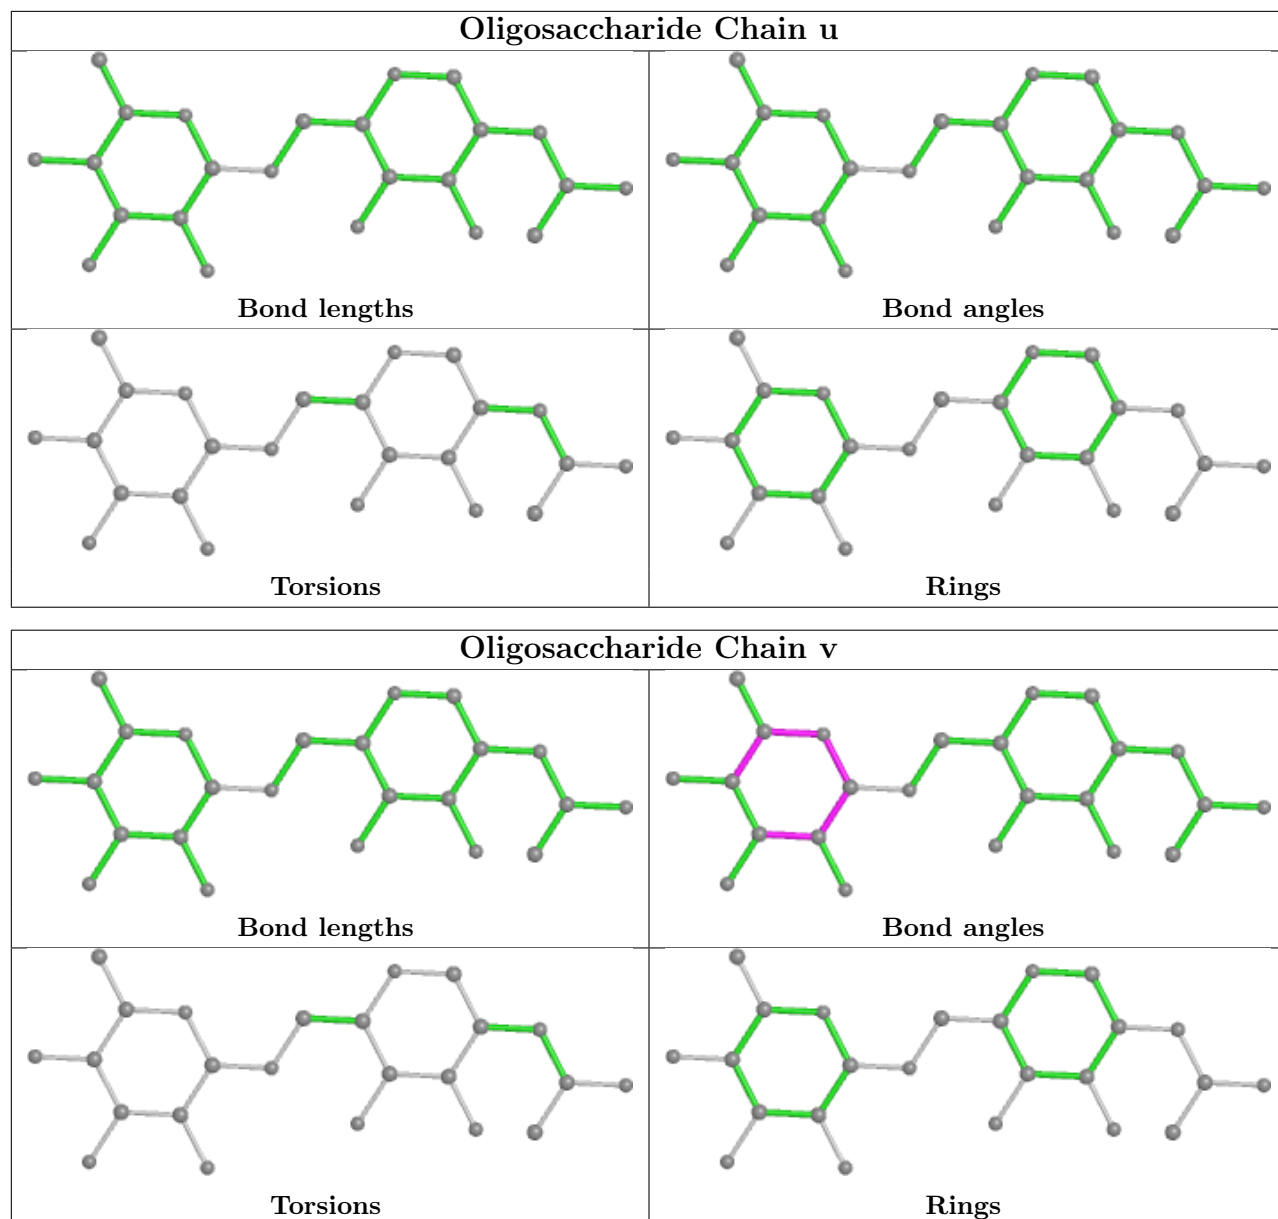 Oligosaccharide Chain u
Bond lengths
Bond angles
Torsions
Rings
Oligosaccharide Chain v
Bond lengths
Bond angles
Torsions
Rings